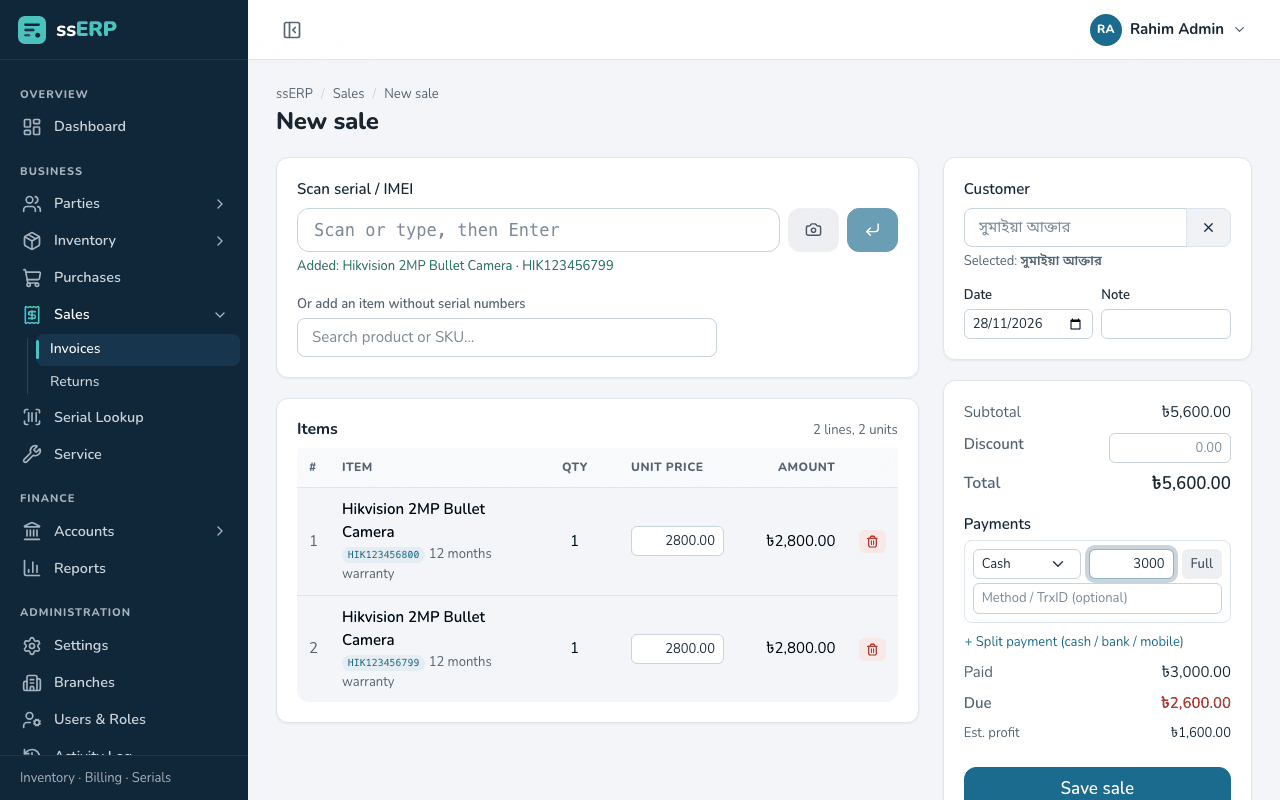 ssERP
Rahim Admin
RA
OVERVIEW
Dashboard
BUSINESS
Parties
Inventory
Purchases
Sales
Invoices
Returns
Serial Lookup
Service
FINANCE
Accounts
Reports
ADMINISTRATION
Settings
Branches
Users & Roles
Activity Log
Inventory · Billing · Serials
ssERP / Sales / New sale
New sale
Scan serial / IMEI
Scan or type, then Enter
Added: Hikvision 2MP Bullet Camera · HIK123456799
Or add an item without serial numbers
Search product or SKU...
Items
2 lines, 2 units
# ITEM QTY UNIT PRICE AMOUNT
1 Hikvision 2MP Bullet Camera 1 2800.00 ৳2,800.00
HIK123456800 12 months warranty
2 Hikvision 2MP Bullet Camera 1 2800.00 ৳2,800.00
HIK123456799 12 months warranty
Customer
সুমাইয়া আক্তার
Selected: সুমাইয়া আক্তার
Date Note
28/11/2026
Subtotal ৳5,600.00
Discount 0.00
Total ৳5,600.00
Payments
Cash 3000 Full
Method / TrxID (optional)
+ Split payment (cash / bank / mobile)
Paid ৳3,000.00
Due ৳2,600.00
Est. profit ৳1,600.00
Save sale